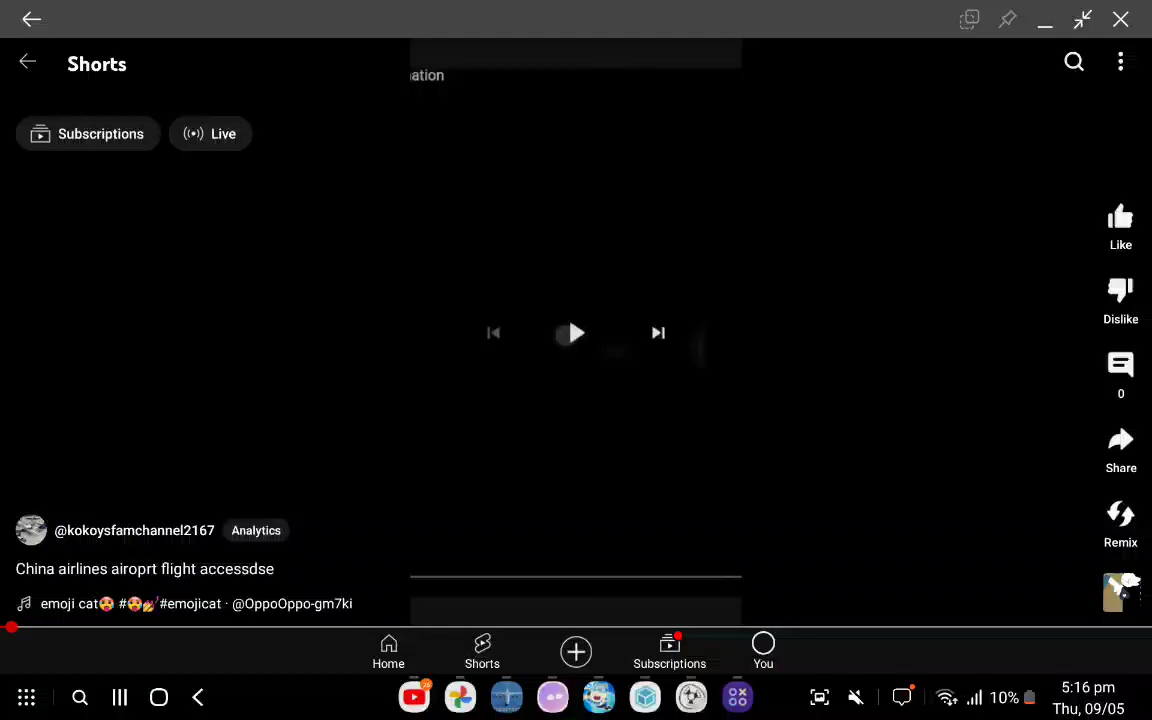 Shorts
ation
Subscriptions
Live
Like
Dislike
0
Share
Remix
@kokoysfamchannel2167 Analytics
China airlines airoprt flight accessdse
emoji cat🥵 #🥵💅#emojicat · @OppoOppo-gm7ki
Home
Shorts
Subscriptions
You
26
10%
5:16 pm
Thu, 09/05